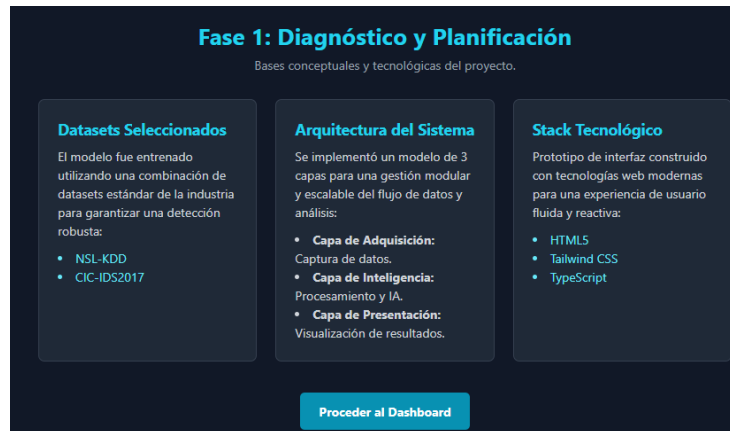 Fase 1: Diagnóstico y Planificación
Bases conceptuales y tecnológicas del proyecto.
Datasets Seleccionados
El modelo fue entrenado
utilizando una combinación de
datasets estándar de la industria
para garantizar una detección
robusta:
• NSL-KDD
• CIC-IDS2017
Arquitectura del Sistema
Se implementó un modelo de 3
capas para una gestión modular
y escalable del flujo de datos y
análisis:
• Capa de Adquisición:
Captura de datos.
• Capa de Inteligencia:
Procesamiento y IA.
• Capa de Presentación:
Visualización de resultados.
Stack Tecnológico
Prototipo de interfaz construido
con tecnologías web modernas
para una experiencia de usuario
fluida y reactiva:
• HTML5
• Tailwind CSS
• TypeScript
Proceder al Dashboard